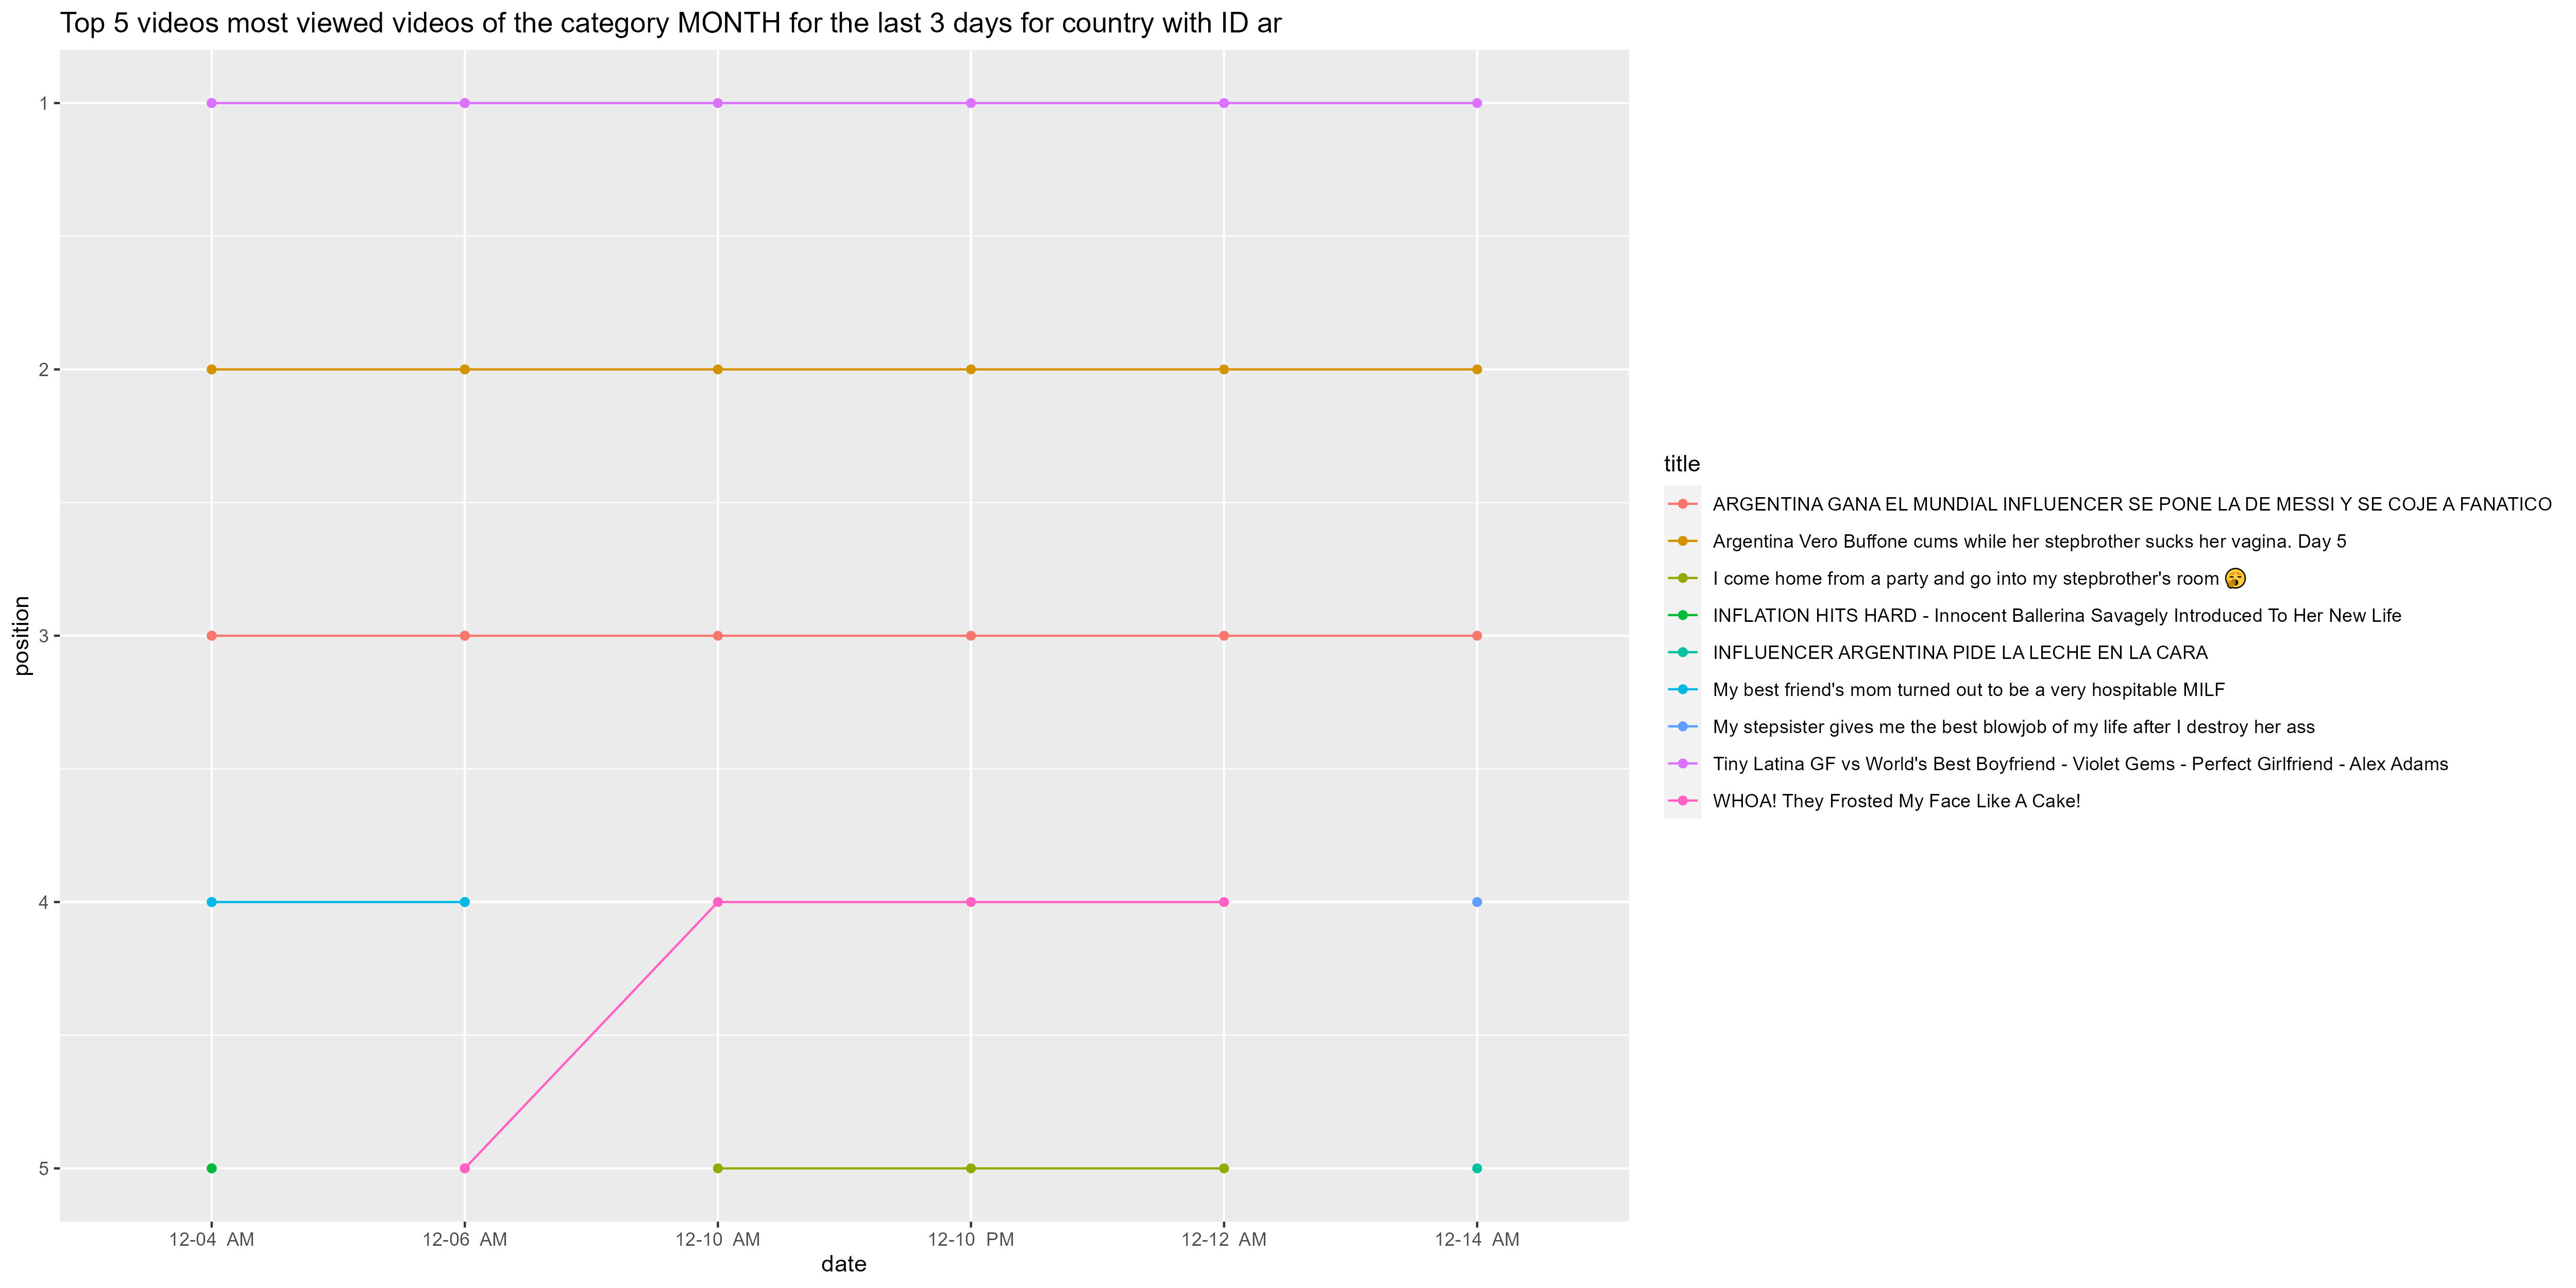 Top 5 videos most viewed videos of the category MONTH for the last 3 days for country with ID ar
1
2
3
4
5
position
12-04 AM
12-06 AM
12-10 AM
12-10 PM
12-12 AM
12-14 AM
date
title
ARGENTINA GANA EL MUNDIAL INFLUENCER SE PONE LA DE MESSI Y SE COJE A FANATICO
Argentina Vero Buffone cums while her stepbrother sucks her vagina. Day 5
I come home from a party and go into my stepbrother's room 🥱
INFLATION HITS HARD - Innocent Ballerina Savagely Introduced To Her New Life
INFLUENCER ARGENTINA PIDE LA LECHE EN LA CARA
My best friend's mom turned out to be a very hospitable MILF
My stepsister gives me the best blowjob of my life after I destroy her ass
Tiny Latina GF vs World's Best Boyfriend - Violet Gems - Perfect Girlfriend - Alex Adams
WHOA! They Frosted My Face Like A Cake!